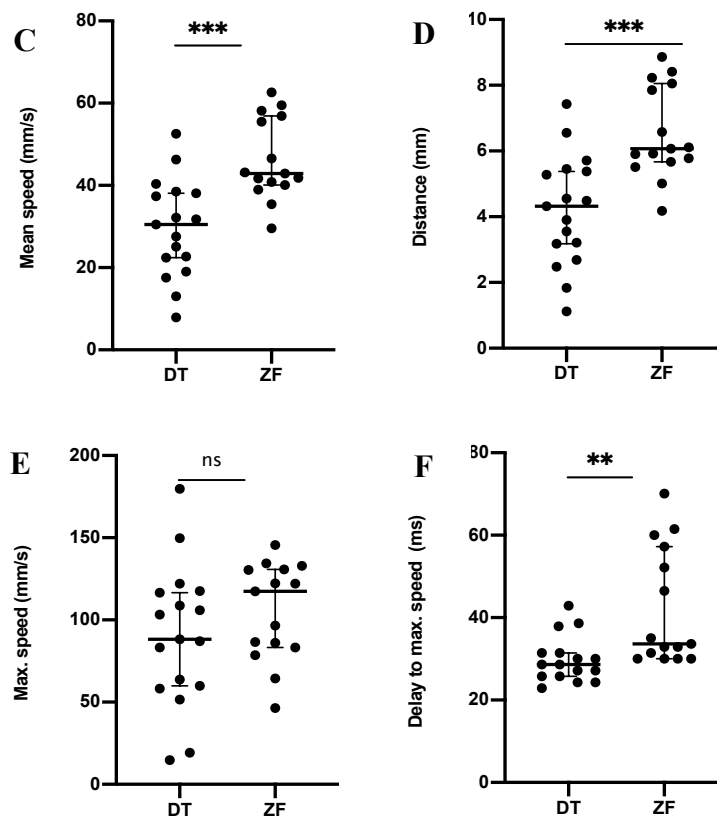 C
***
80
60
40
20
0
Mean speed (mm/s)
DT
ZF
D
***
10
8
6
4
2
0
Distance (mm)
DT
ZF
E
ns
200
150
100
50
0
Max. speed (mm/s)
DT
ZF
F
**
80
60
40
20
0
Delay to max. speed (ms)
DT
ZF